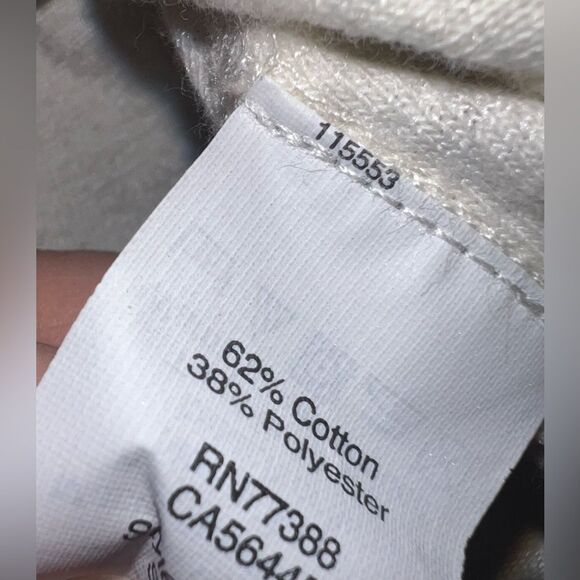 115553
62% Cotton
38% Polyester
RN77388